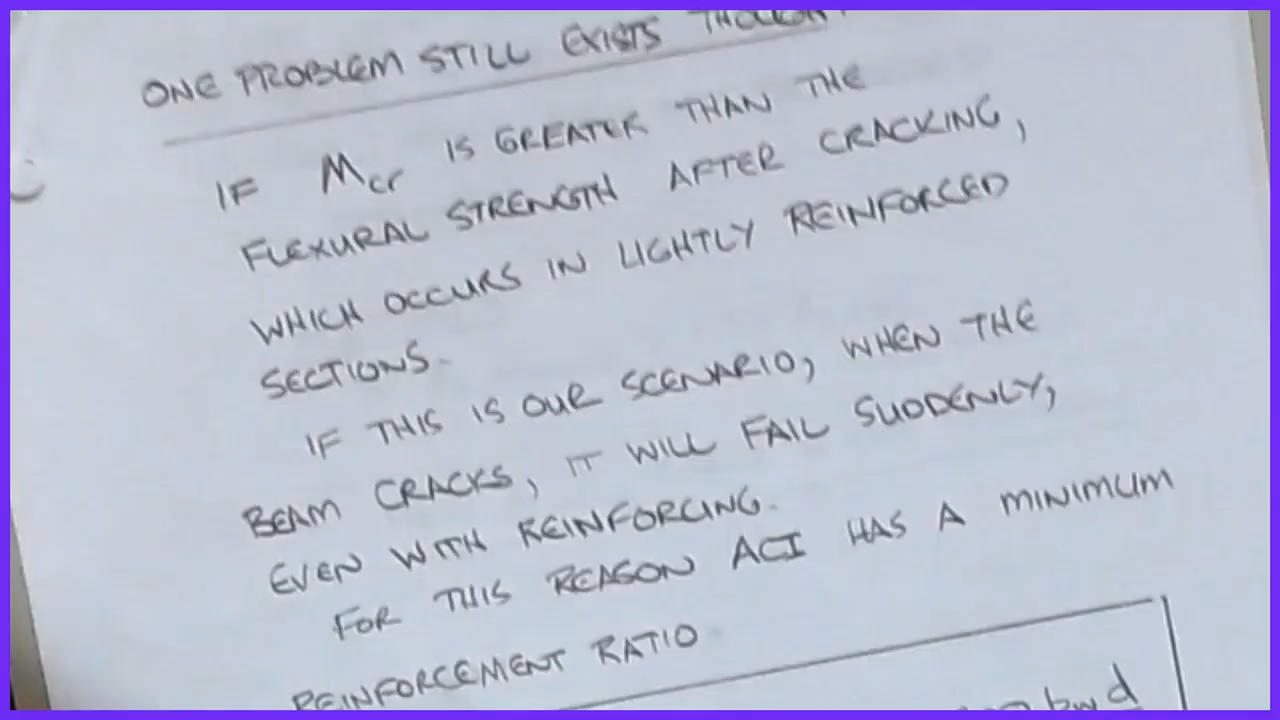 ONE PROBLEM STILL EXISTS THOUGH
IF Mcr IS GREATER THAN THE
FLEXURAL STRENGTH AFTER CRACKING,
WHICH OCCURS IN LIGHTLY REINFORCED
SECTIONS.
IF THIS IS OUR SCENARIO, WHEN THE
BEAM CRACKS, IT WILL FAIL SUDDENLY,
EVEN WITH REINFORCING.
FOR THIS REASON ACI HAS A MINIMUM
REINFORCEMENT RATIO
bwd